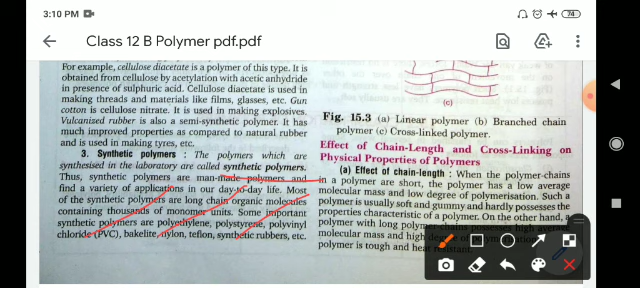 3:10 PM
74
Class 12 B Polymer pdf.pdf
For example, cellulose diacetate is a polymer of this type. It is
obtained from cellulose by acetylation with acetic anhydride
in presence of sulphuric acid. Cellulose diacetate is used in
making threads and materials like films, glasses, etc. Gun
cotton is cellulose nitrate. It is used in making explosives.
Vulcanized rubber is also a semi-synthetic polymer. It has
much improved properties as compared to natural rubber
and is used in making tyres, etc.
3. Synthetic polymers : The polymers which are
synthesised in the laboratory are called synthetic polymers.
Thus, synthetic polymers are man-made polymers and
find a variety of applications in our day-to-day life. Most
of the synthetic polymers are long chain organic molecules
containing thousands of monomer units. Some important
synthetic polymers are polyethylene, polystyrene, polyvinyl
chloride (PVC), bakelite, nylon, teflon, synthetic rubbers, etc.
(c)
Fig. 15.3 (a) Linear polymer (b) Branched chain
polymer (c) Cross-linked polymer.
Effect of Chain-Length and Cross-Linking on
Physical Properties of Polymers
(a) Effect of chain-length : When the polymer-chains
in a polymer are short, the polymer has a low average
molecular mass and low degree of polymerisation. Such a
polymer is usually soft and gummy and hardly possesses the
properties characteristic of a polymer. On the other hand, a
polymer with long polymer chains possesses high average
molecular mass and high degree of polymerisation
polymer is tough and heat resistant.